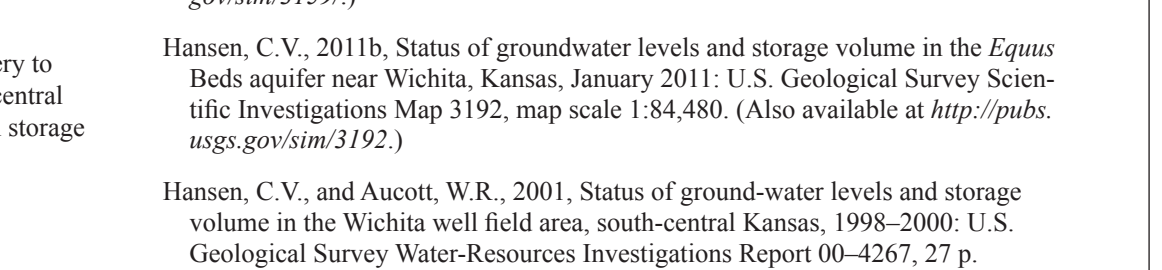 gov/sim/3159/.)
Hansen, C.V., 2011b, Status of groundwater levels and storage volume in the Equus
Beds aquifer near Wichita, Kansas, January 2011: U.S. Geological Survey Scien-
tific Investigations Map 3192, map scale 1:84,480. (Also available at http://pubs.
usgs.gov/sim/3192.)
Hansen, C.V., and Aucott, W.R., 2001, Status of ground-water levels and storage
volume in the Wichita well field area, south-central Kansas, 1998–2000: U.S.
Geological Survey Water-Resources Investigations Report 00–4267, 27 p.
ery to
central
storage